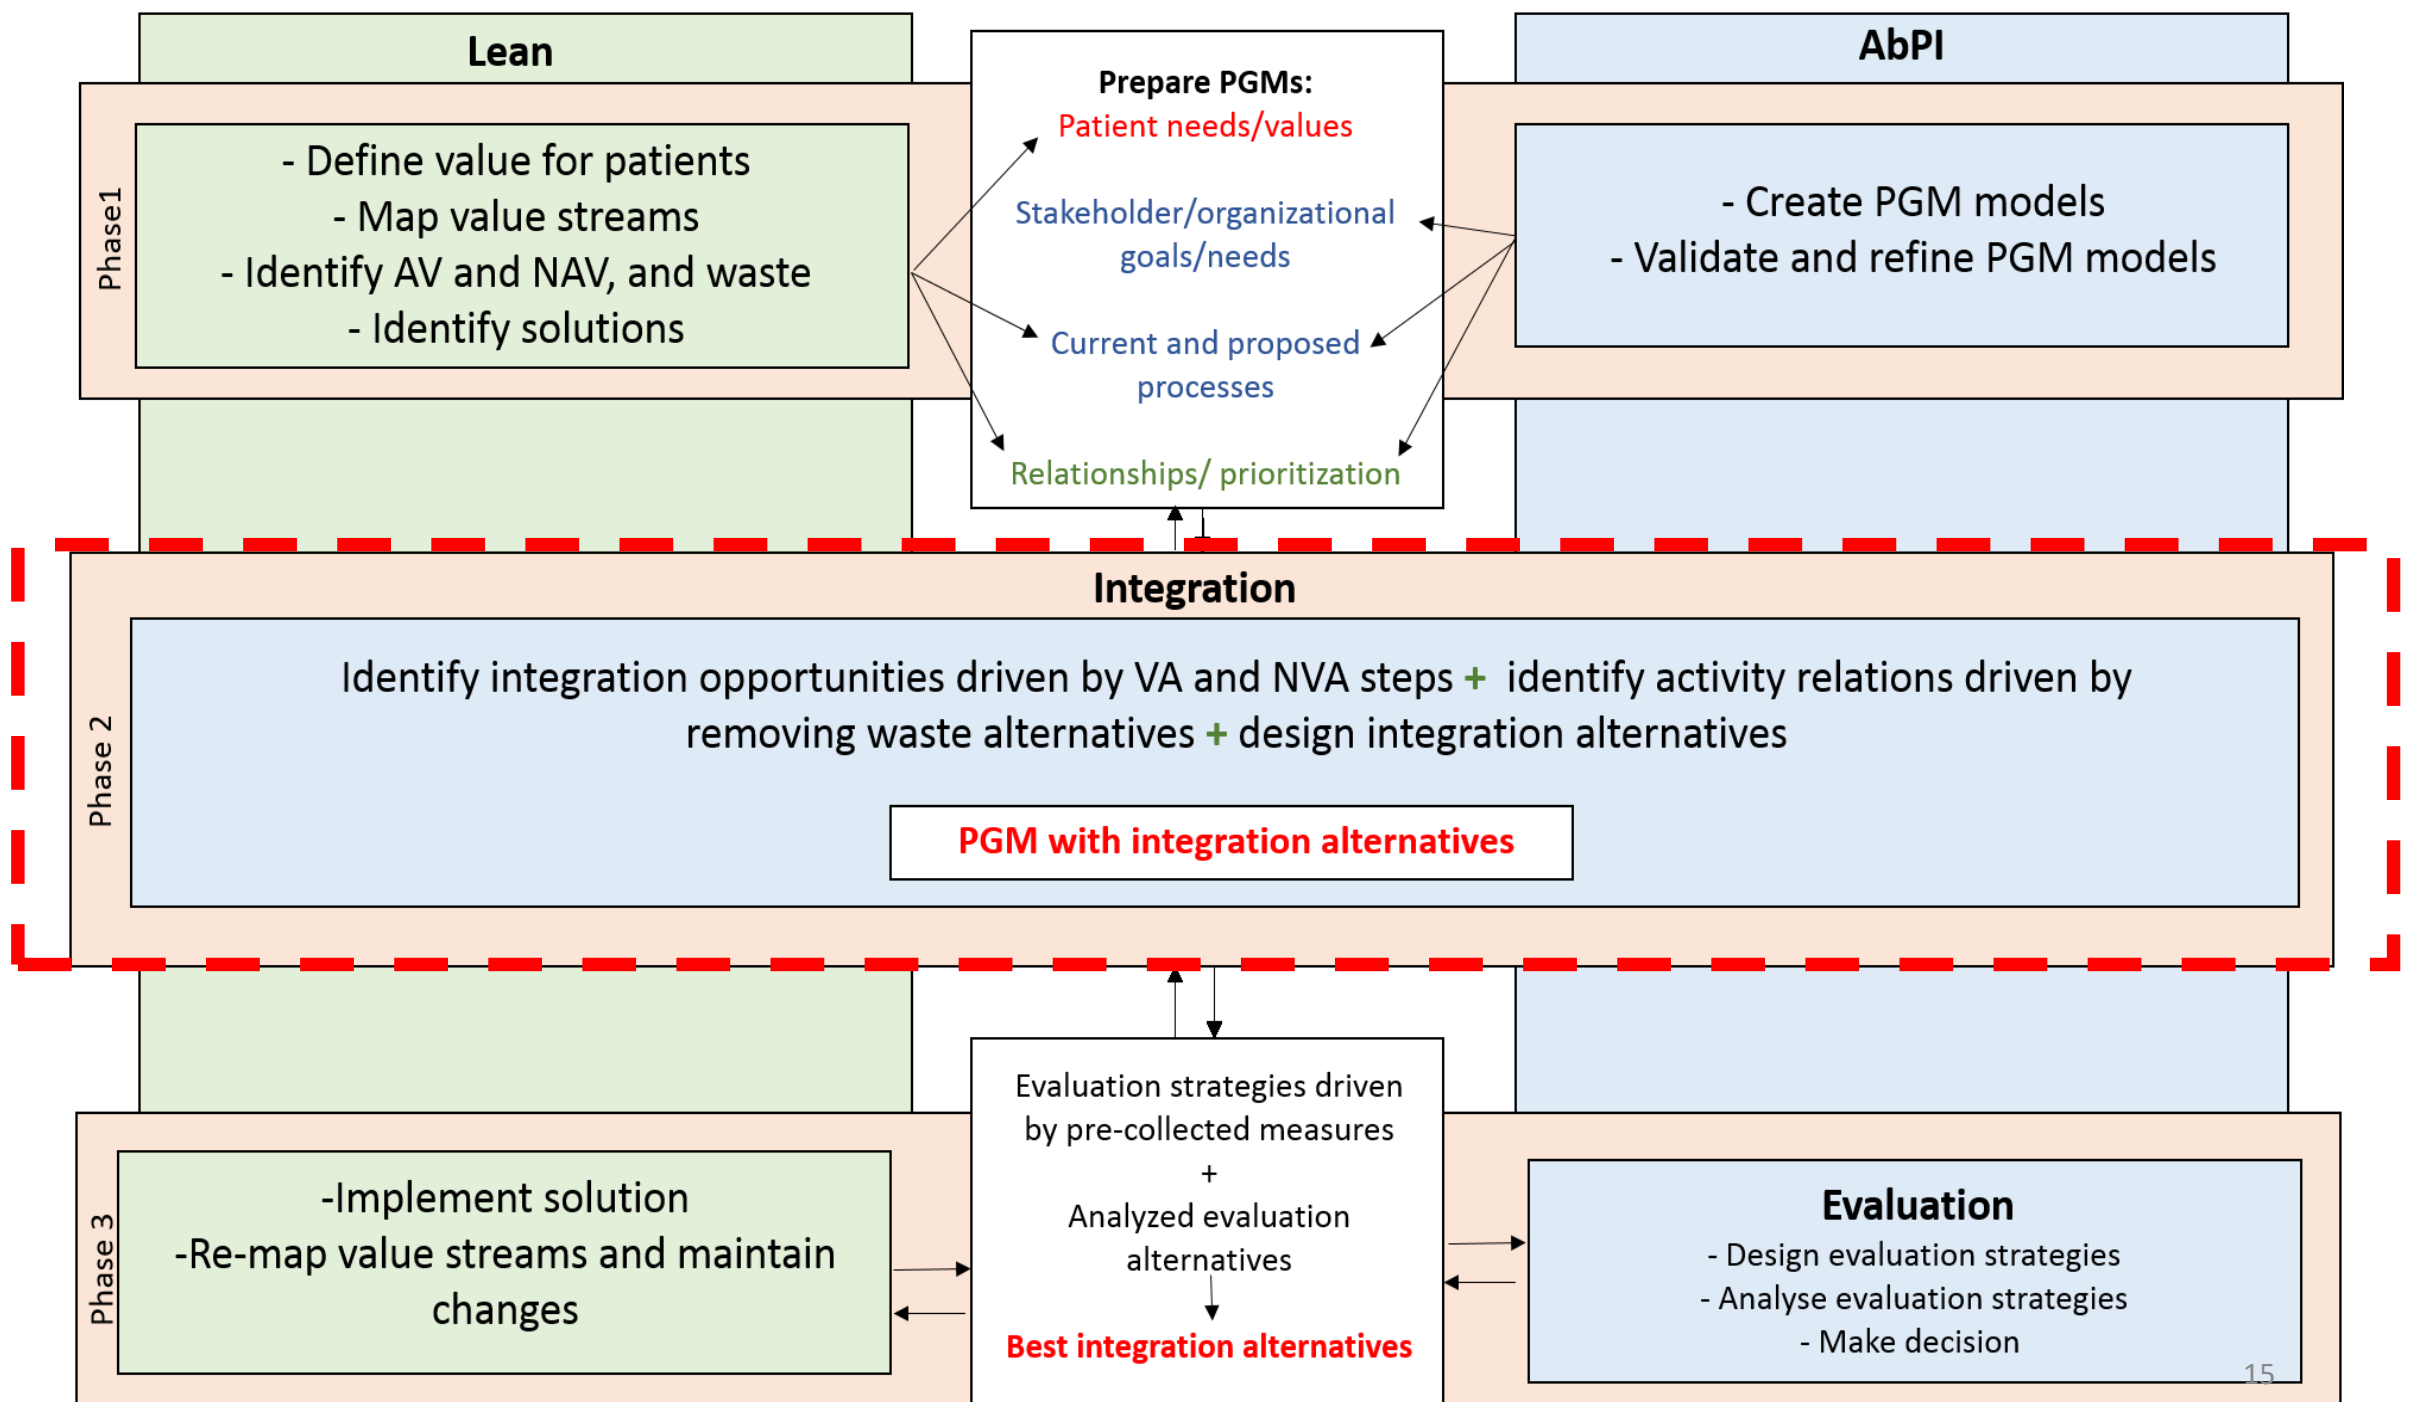 Lean
AbPI
Prepare PGMs:
Patient needs/values
Stakeholder/organizational
goals/needs
Current and proposed
processes
Relationships/ prioritization
Phase1
- Define value for patients
- Map value streams
- Identify AV and NAV, and waste
- Identify solutions
- Create PGM models
- Validate and refine PGM models
Integration
Phase 2
Identify integration opportunities driven by VA and NVA steps + identify activity relations driven by
removing waste alternatives + design integration alternatives
PGM with integration alternatives
Phase 3
-Implement solution
-Re-map value streams and maintain
changes
Evaluation strategies driven
by pre-collected measures
+
Analyzed evaluation
alternatives
Best integration alternatives
Evaluation
- Design evaluation strategies
- Analyse evaluation strategies
- Make decision
15